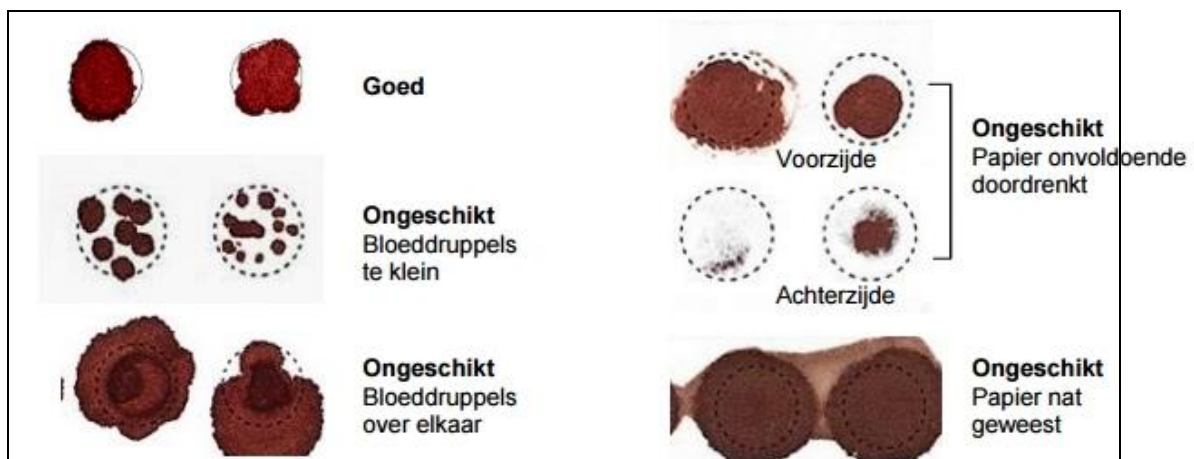 Goed
Ongeschikt
Bloeddruppels
te klein
Ongeschikt
Bloeddruppels
over elkaar
Voorzijde
Achterzijde
Ongeschikt
Papier onvoldoende
doordrenkt
Ongeschikt
Papier nat
geweest